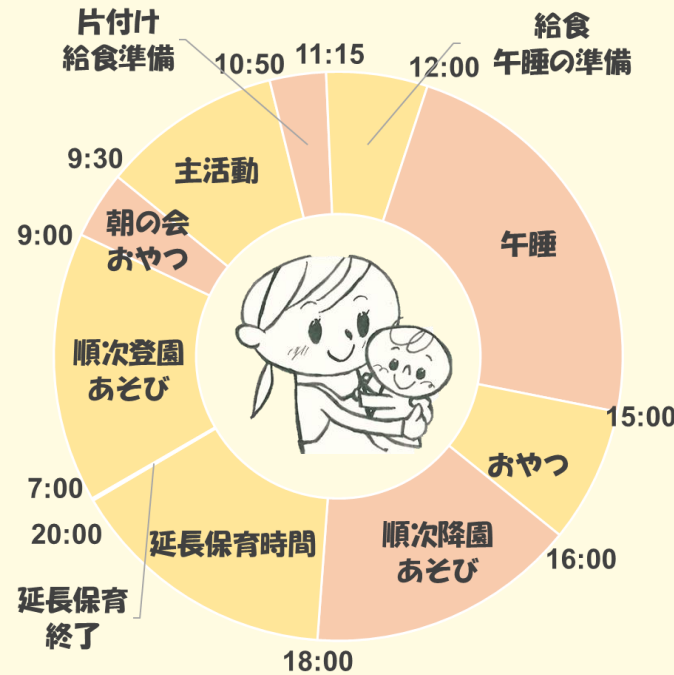 片付け
給食準備
給食
午睡の準備
10:50
11:15
12:00
9:30
主活動
9:00
朝の会
おやつ
午睡
順次登園
あそび
15:00
おやつ
7:00
20:00
延長保育時間
順次降園
あそび
16:00
延長保育
終了
18:00